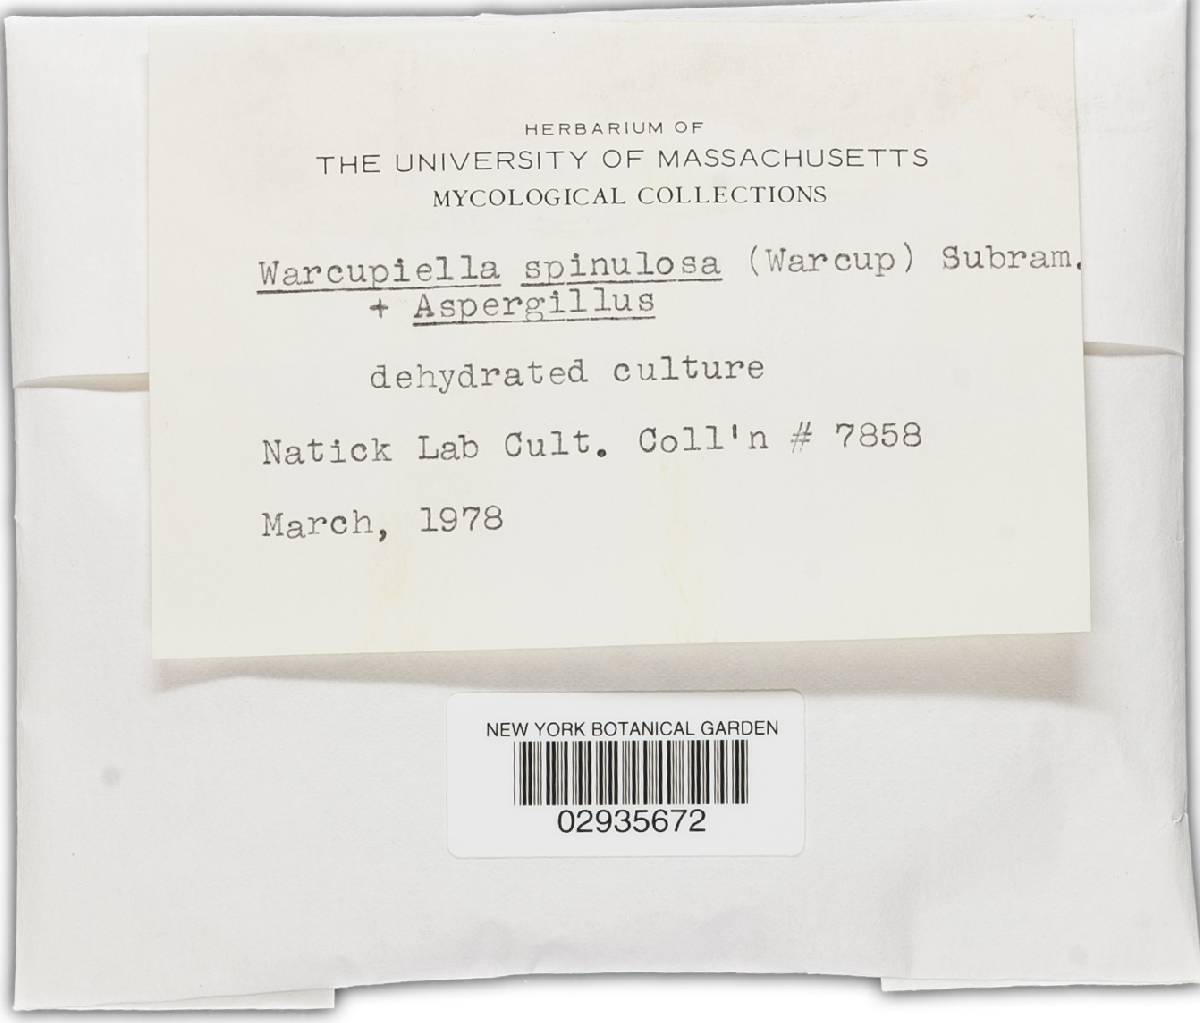 HERBARIUM OF
THE UNIVERSITY OF MASSACHUSETTS
MYCOLOGICAL COLLECTIONS
Warcupiella spinulosa (Warcup) Subram.
+ Aspergillus
dehydrated culture
Natick Lab Cult. Coll'n # 7858
March, 1978
NEW YORK BOTANICAL GARDEN
02935672